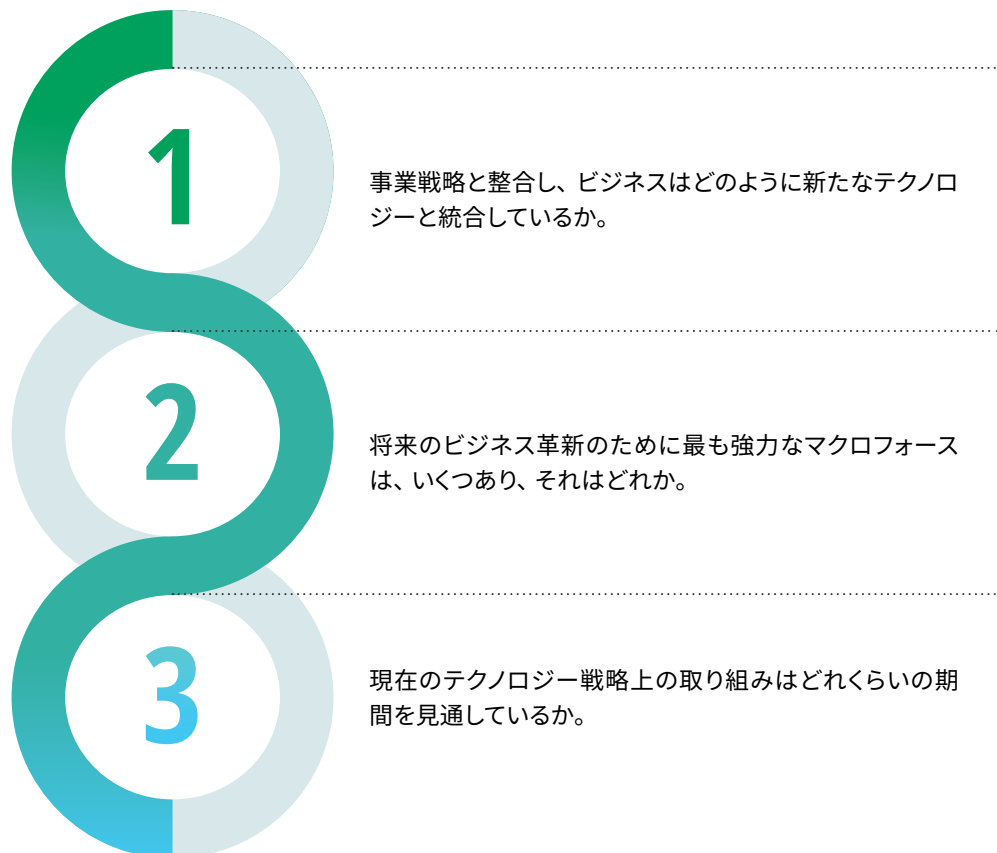 1
事業戦略と整合し、ビジネスはどのように新たなテクノロ
ジーと統合しているか。
2
将来のビジネス革新のために最も強力なマクロフォース
は、いくつあり、それはどれか。
3
現在のテクノロジー戦略上の取り組みはどれくらいの期
間を見通しているか。